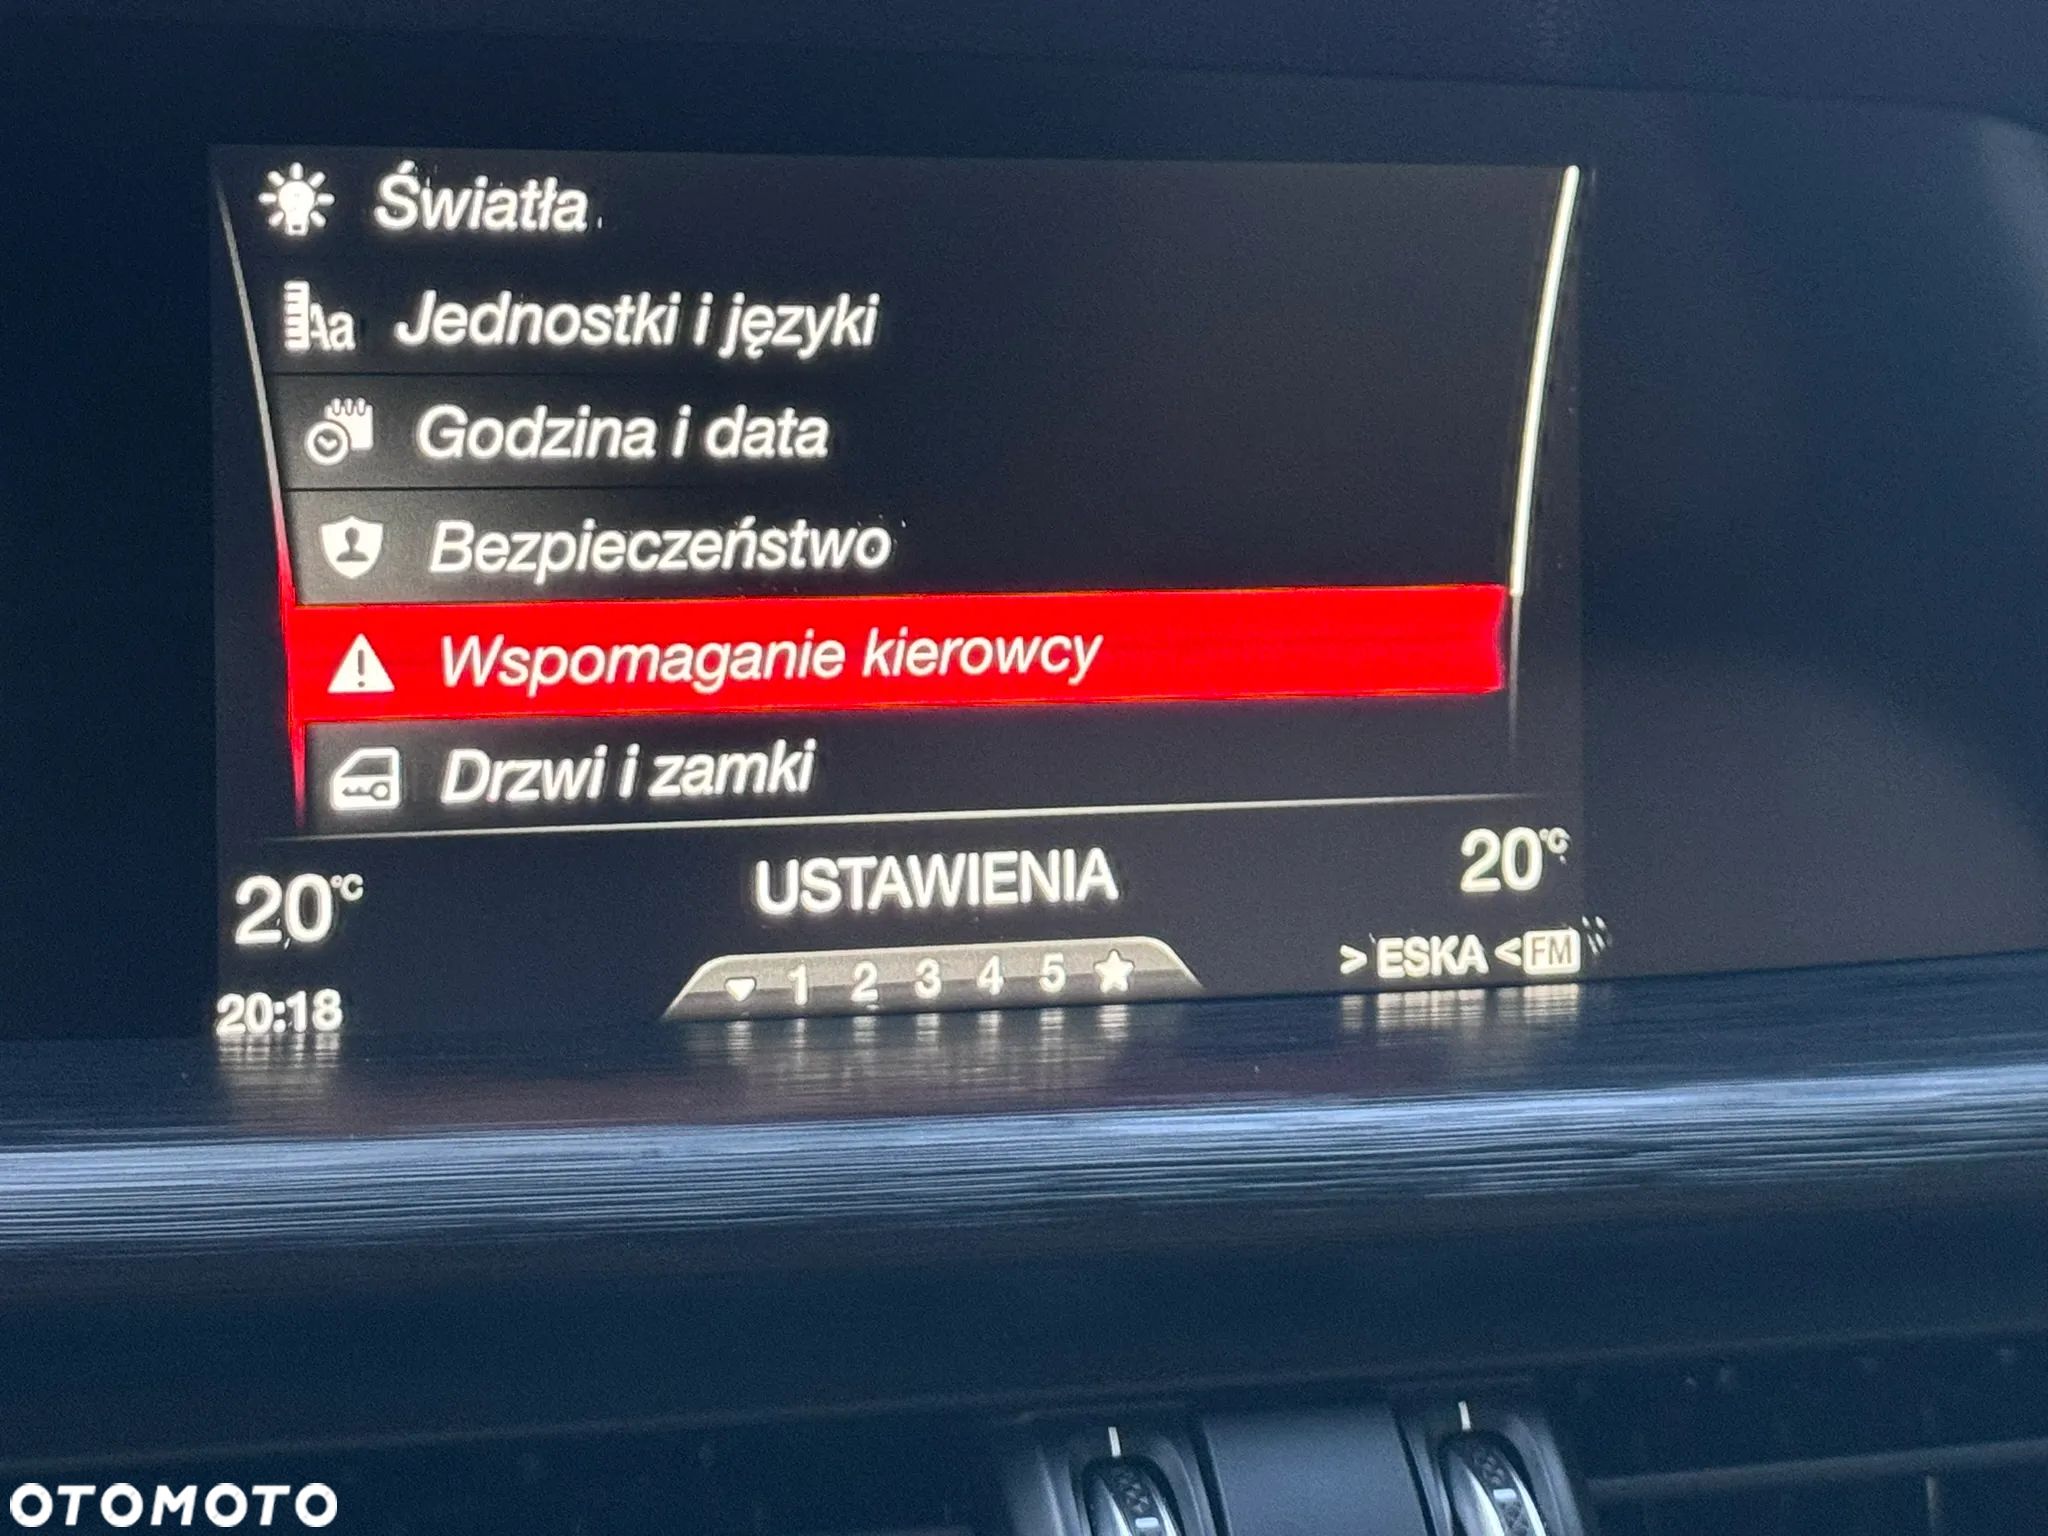 Światła
Aa Jednostki i języki
Godzina i data
Bezpieczeństwo
Wspomaganie kierowcy
Drzwi i zamki
20°C USTAWIENIA 20°C
20:18 1 2 3 4 5 > ESKA < FM
OTOMOTO